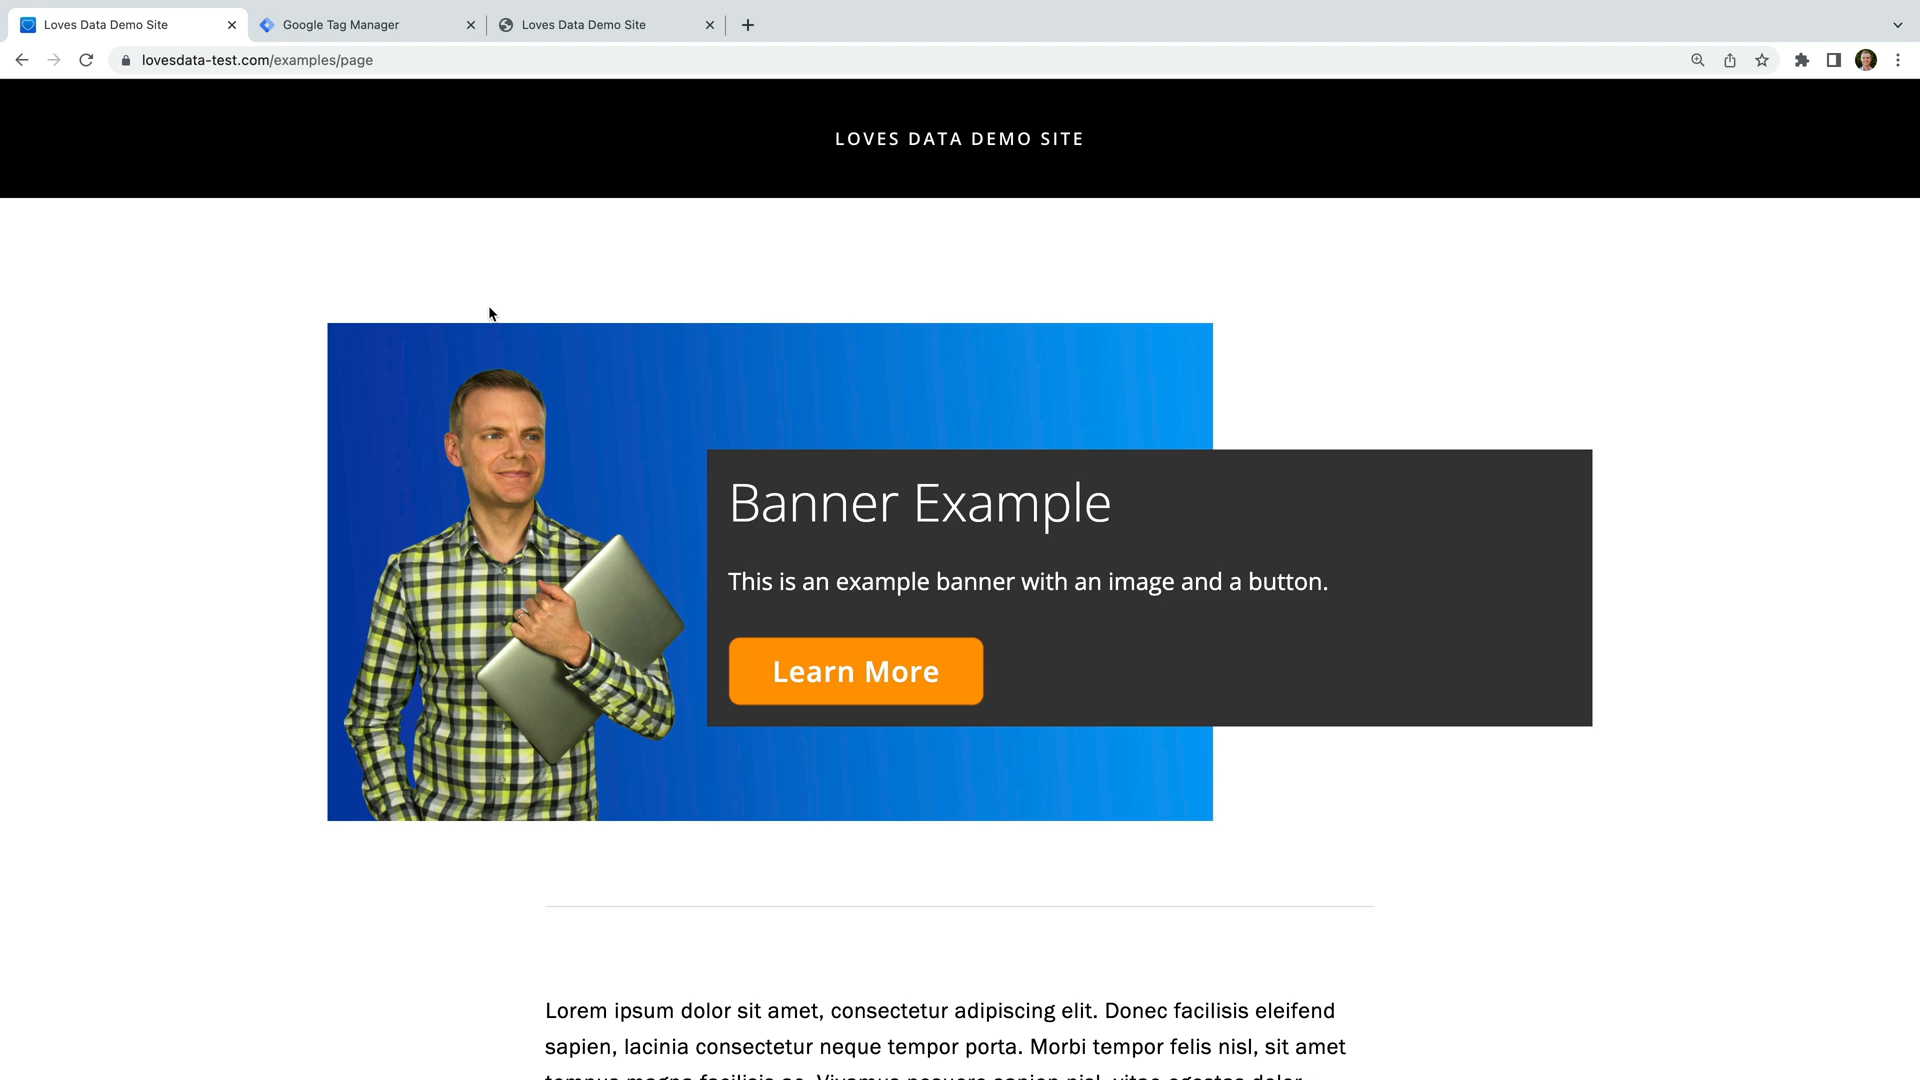 Loves Data Demo Site
Google Tag Manager
Loves Data Demo Site
lovesdata-test.com/examples/page
LOVES DATA DEMO SITE
Banner Example
This is an example banner with an image and a button.
Learn More
Lorem ipsum dolor sit amet, consectetur adipiscing elit. Donec facilisis eleifend
sapien, lacinia consectetur neque tempor porta. Morbi tempor felis nisl, sit amet